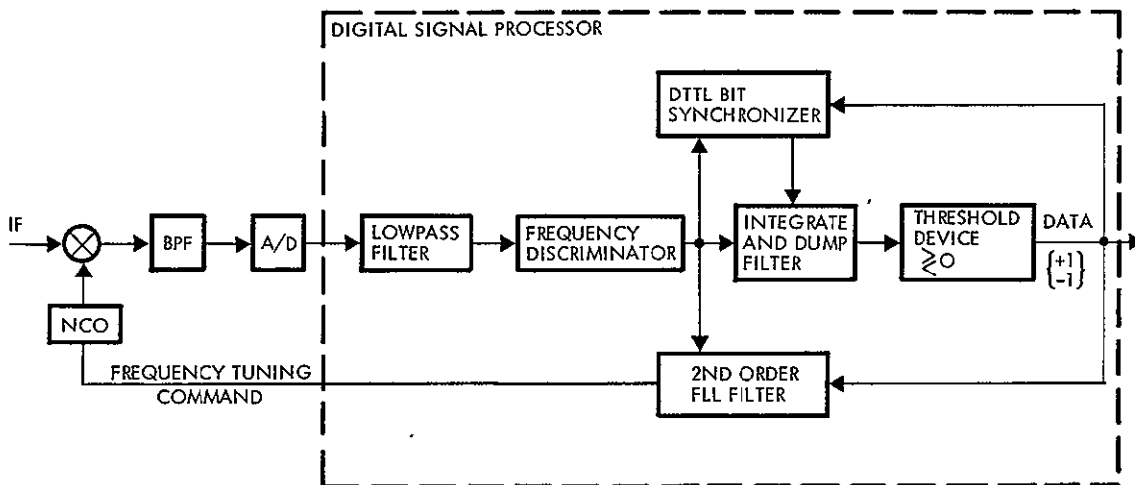 DIGITAL SIGNAL PROCESSOR
DTTL BIT
SYNCHRONIZER
IF
BPF
A/D
LOWPASS
FILTER
FREQUENCY
DISCRIMINATOR
INTEGRATE
AND DUMP
FILTER
THRESHOLD
DEVICE
≷0
DATA
{+1
-1}
NCO
FREQUENCY TUNING
COMMAND
2ND ORDER
FLL FILTER